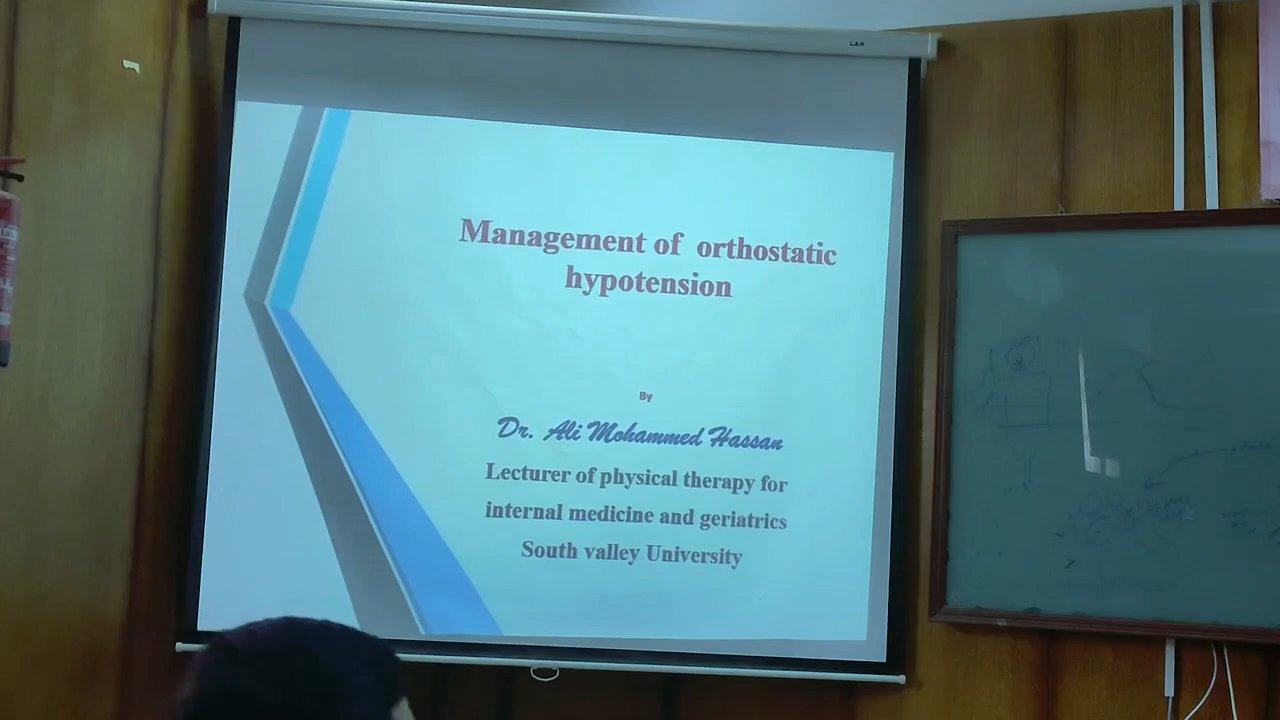 Management of orthostatic
hypotension
By
Dr. Ali Mohammed Hassan
Lecturer of physical therapy for
internal medicine and geriatrics
South valley University